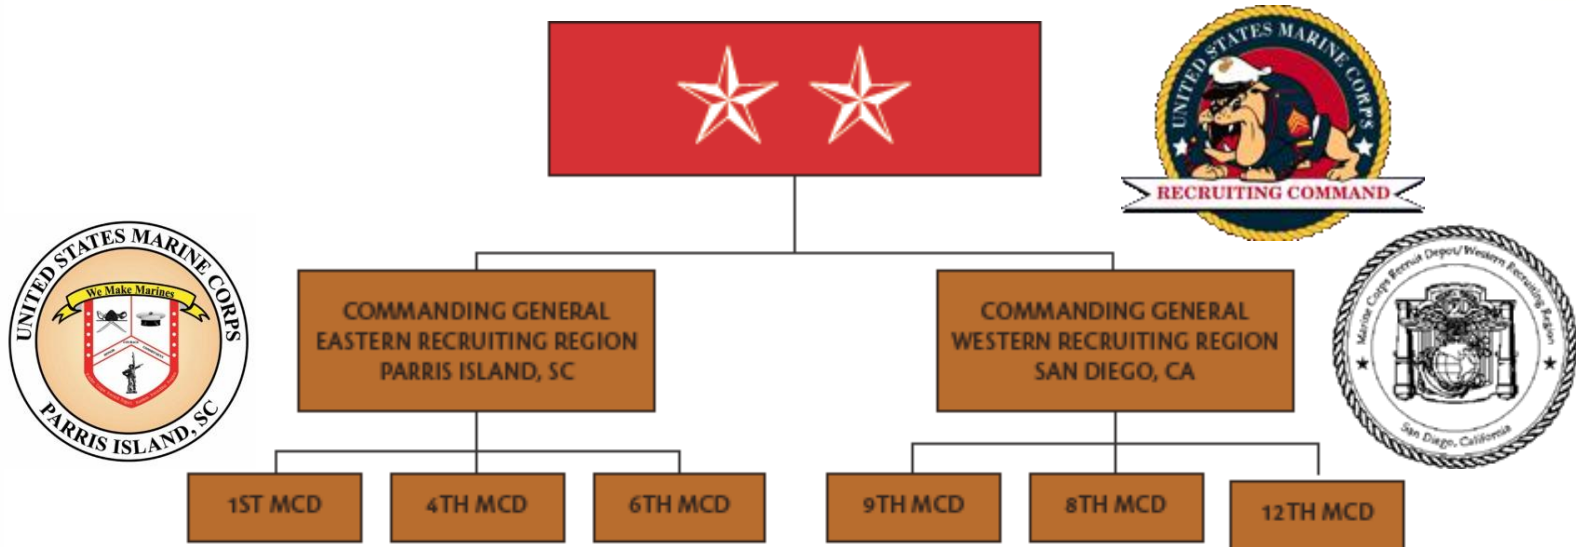 UNITED STATES MARINE CORPS
RECRUITING COMMAND
UNITED STATES MARINE CORPS
We Make Marines
PARRIS ISLAND, SC
COMMANDING GENERAL
EASTERN RECRUITING REGION
PARRIS ISLAND, SC
COMMANDING GENERAL
WESTERN RECRUITING REGION
SAN DIEGO, CA
Marine Corps Recruit Depot/Western Recruiting Region
San Diego, California
1ST MCD
4TH MCD
6TH MCD
9TH MCD
8TH MCD
12TH MCD